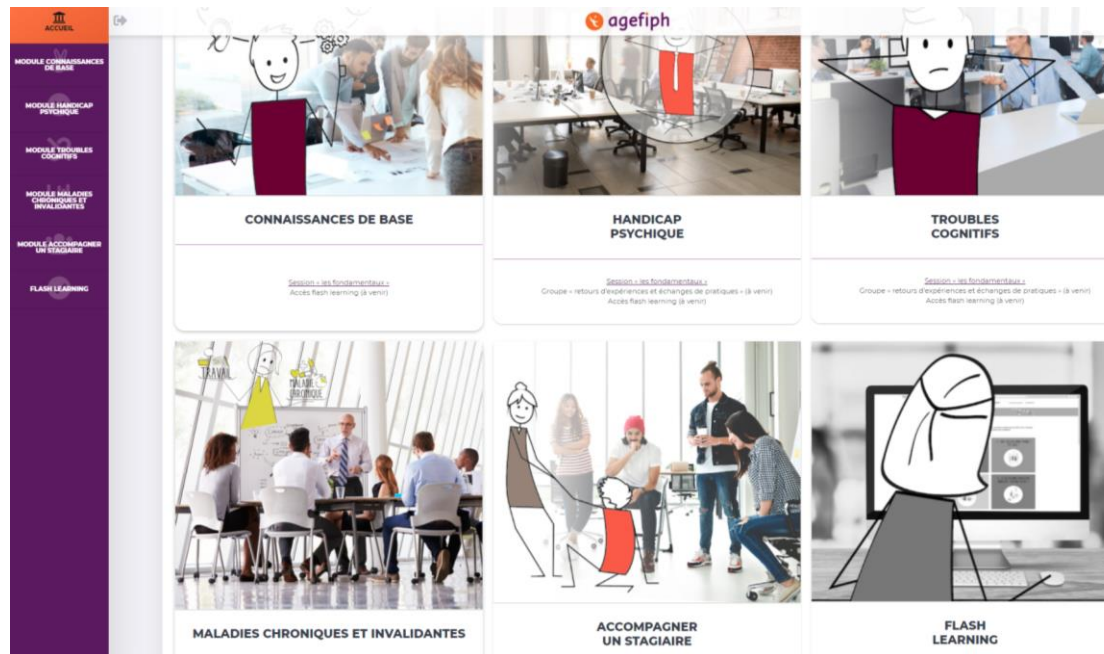 ACCUEIL
agefiph
MODULE CONNAISSANCES
DE BASE
MODULE HANDICAP
PSYCHIQUE
MODULE TROUBLES
COGNITIFS
MODULE MALADIES
CHRONIQUES ET
INVALIDANTES
MODULE ACCOMPAGNER
UN STAGIAIRE
FLASH LEARNING
CONNAISSANCES DE BASE
Session « les fondamentaux »
Accès flash learning (à venir)
HANDICAP
PSYCHIQUE
Session « les fondamentaux »
Groupe « retours d'expériences et échanges de pratiques » (à venir)
Accès flash learning (à venir)
TROUBLES
COGNITIFS
Session « les fondamentaux »
Groupe « retours d'expériences et échanges de pratiques » (à venir)
Accès flash learning (à venir)
TRAVAIL
MALADIE
CHRONIQUE
MALADIES CHRONIQUES ET INVALIDANTES
ACCOMPAGNER
UN STAGIAIRE
FLASH
LEARNING